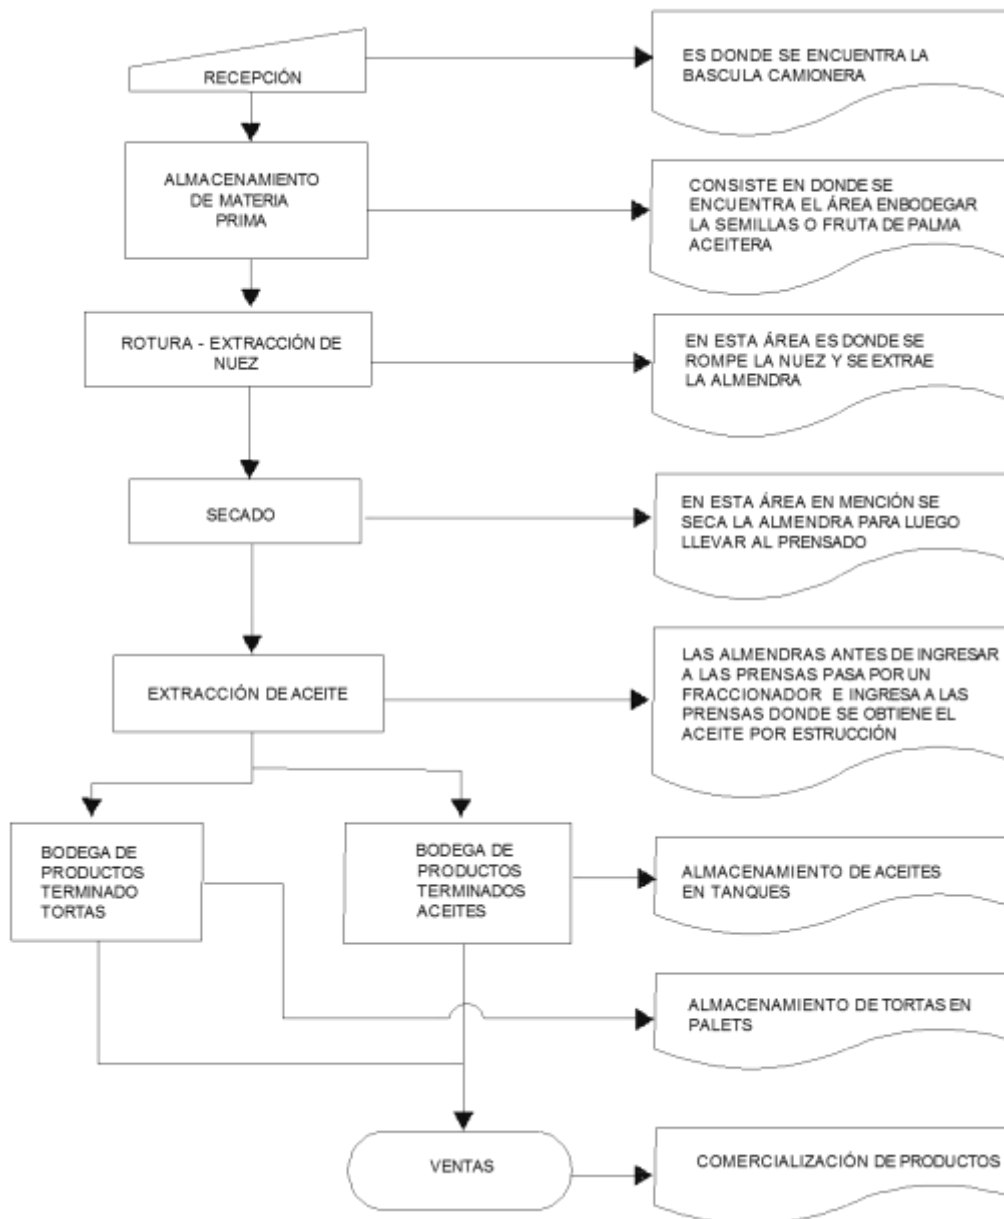 RECEPCIÓN
ES DONDE SE ENCUENTRA LA
BASCULA CAMIONERA
ALMACENAMIENTO
DE MATERIA
PRIMA
CONSISTE EN DONDE SE
ENCUENTRA EL ÁREA ENBODEGAR
LA SEMILLAS O FRUTA DE PALMA
ACEITERA
ROTURA - EXTRACCIÓN DE
NUEZ
EN ESTA ÁREA ES DONDE SE
ROMPE LA NUEZ Y SE EXTRAE
LA ALMENDRA
SECADO
EN ESTA ÁREA EN MENCIÓN SE
SECA LA ALMENDRA PARA LUEGO
LLEVAR AL PRENSADO
EXTRACCIÓN DE ACEITE
LAS ALMENDRAS ANTES DE INGRESAR
A LAS PRENSAS PASA POR UN
FRACCIONADOR E INGRESA A LAS
PRENSAS DONDE SE OBTIENE EL
ACEITE POR ESTRUCCIÓN
BODEGA DE
PRODUCTOS
TERMINADO
TORTAS
BODEGA DE
PRODUCTOS
TERMINADOS
ACEITES
ALMACENAMIENTO DE ACEITES
EN TANQUES
ALMACENAMIENTO DE TORTAS EN
PALETS
VENTAS
COMERCIALIZACIÓN DE PRODUCTOS